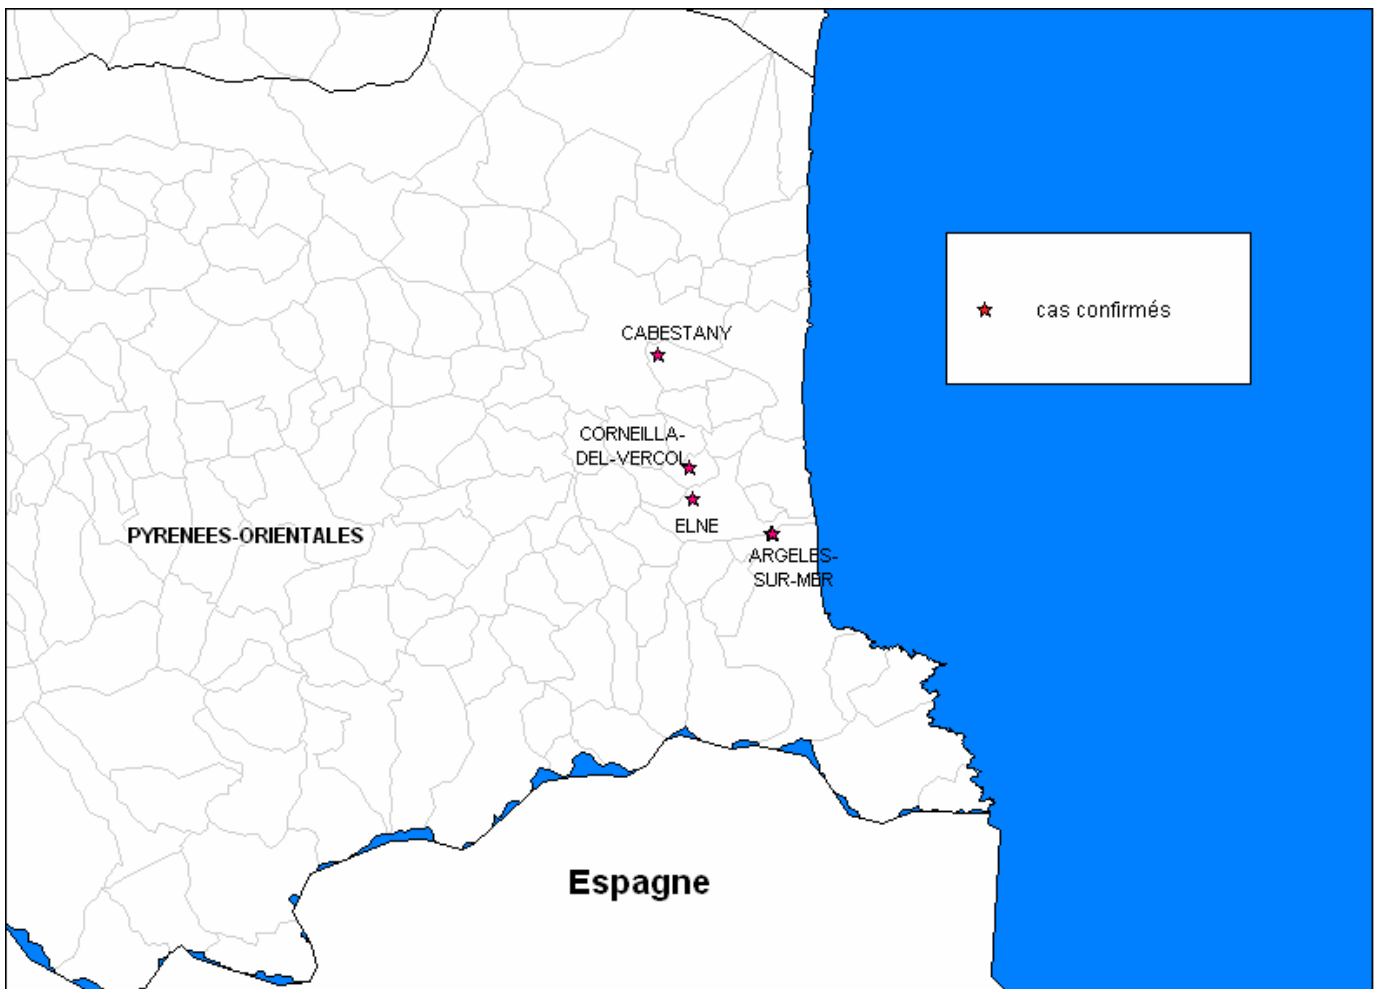 cas confirmés
CABESTANY
CORNEILLA-
DEL-VERCOL
ELNE
PYRENEES-ORIENTALES
ARGELES-
SUR-MER
Espagne